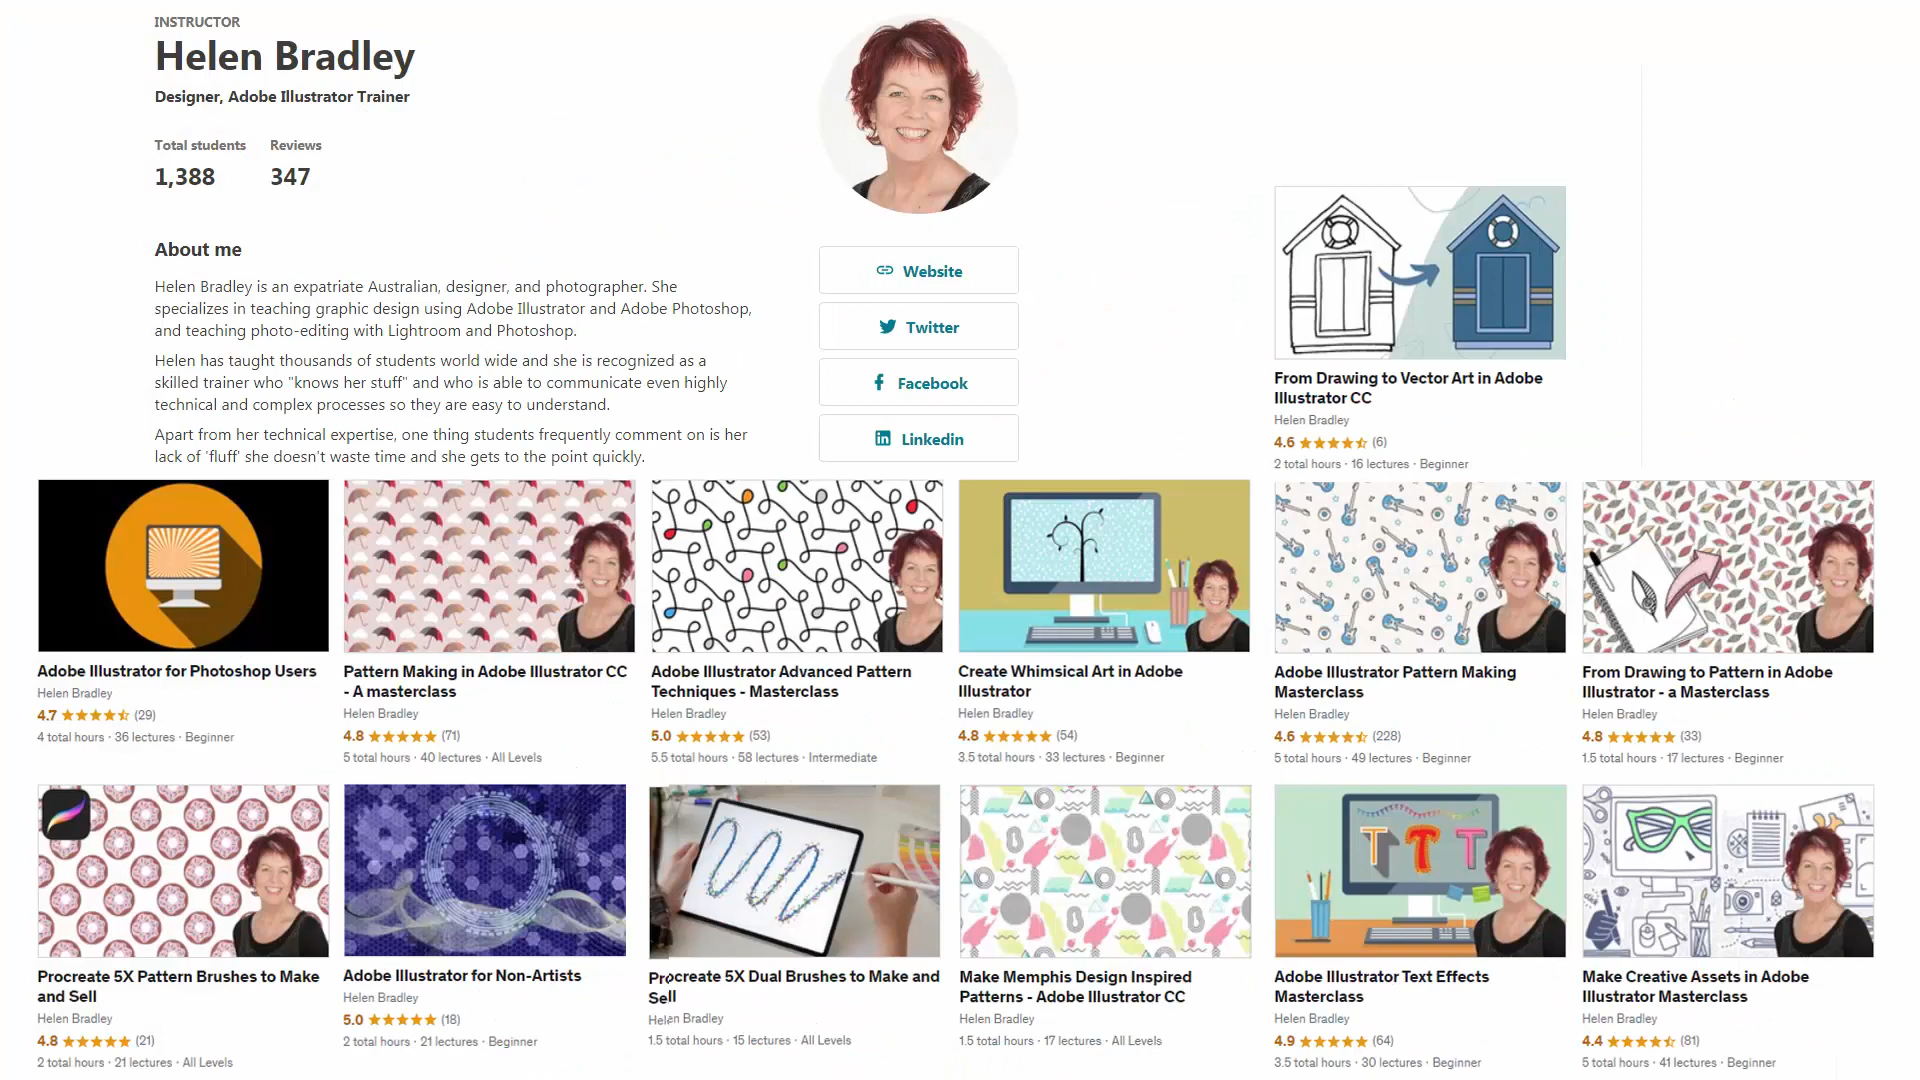 INSTRUCTOR
Helen Bradley
Designer, Adobe Illustrator Trainer
Total students Reviews
1,388 347
About me
Helen Bradley is an expatriate Australian, designer, and photographer. She
specializes in teaching graphic design using Adobe Illustrator and Adobe Photoshop,
and teaching photo-editing with Lightroom and Photoshop.
Helen has taught thousands of students world wide and she is recognized as a
skilled trainer who "knows her stuff" and who is able to communicate even highly
technical and complex processes so they are easy to understand.
Apart from her technical expertise, one thing students frequently comment on is her
lack of 'fluff' she doesn't waste time and she gets to the point quickly.
Website
Twitter
Facebook
Linkedin
From Drawing to Vector Art in Adobe
Illustrator CC
Helen Bradley
4.6 (6)
2 total hours · 16 lectures · Beginner
Adobe Illustrator for Photoshop Users
Helen Bradley
4.7 (29)
4 total hours · 36 lectures · Beginner
Pattern Making in Adobe Illustrator CC
- A masterclass
Helen Bradley
4.8 (71)
5 total hours · 40 lectures · All Levels
Adobe Illustrator Advanced Pattern
Techniques - Masterclass
Helen Bradley
5.0 (53)
5.5 total hours · 58 lectures · Intermediate
Create Whimsical Art in Adobe
Illustrator
Helen Bradley
4.8 (54)
3.5 total hours · 33 lectures · Beginner
Adobe Illustrator Pattern Making
Masterclass
Helen Bradley
4.6 (228)
5 total hours · 49 lectures · Beginner
From Drawing to Pattern in Adobe
Illustrator - a Masterclass
Helen Bradley
4.8 (33)
1.5 total hours · 17 lectures · Beginner
Procreate 5X Pattern Brushes to Make
and Sell
Helen Bradley
4.8 (21)
2 total hours · 21 lectures · All Levels
Adobe Illustrator for Non-Artists
Helen Bradley
5.0 (18)
2 total hours · 21 lectures · Beginner
Procreate 5X Dual Brushes to Make and
Sell
Helen Bradley
1.5 total hours · 15 lectures · All Levels
Make Memphis Design Inspired
Patterns - Adobe Illustrator CC
Helen Bradley
1.5 total hours · 17 lectures · All Levels
T T T
Adobe Illustrator Text Effects
Masterclass
Helen Bradley
4.9 (64)
3.5 total hours · 30 lectures · Beginner
Make Creative Assets in Adobe
Illustrator Masterclass
Helen Bradley
4.4 (81)
5 total hours · 41 lectures · Beginner